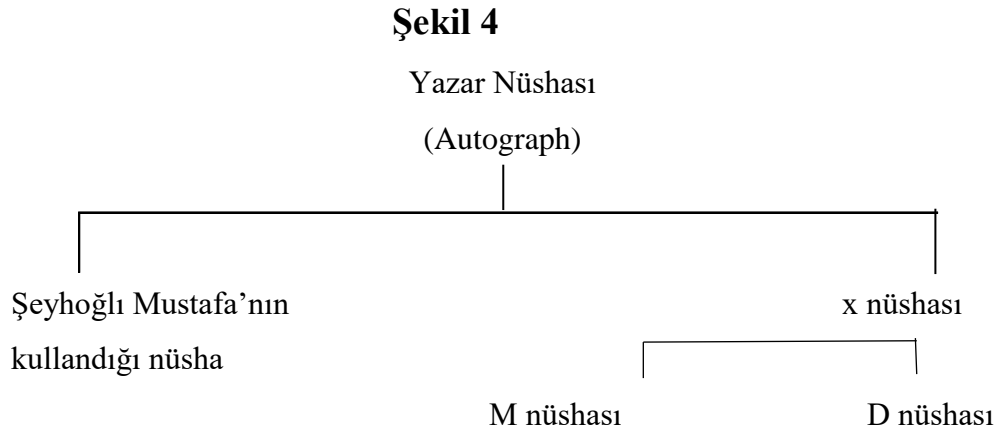 Şekil 4
Yazar Nüshası
(Autograph)
Şeyhoğlı Mustafa’nın
kullandığı nüsha
x nüshası
M nüshası
D nüshası